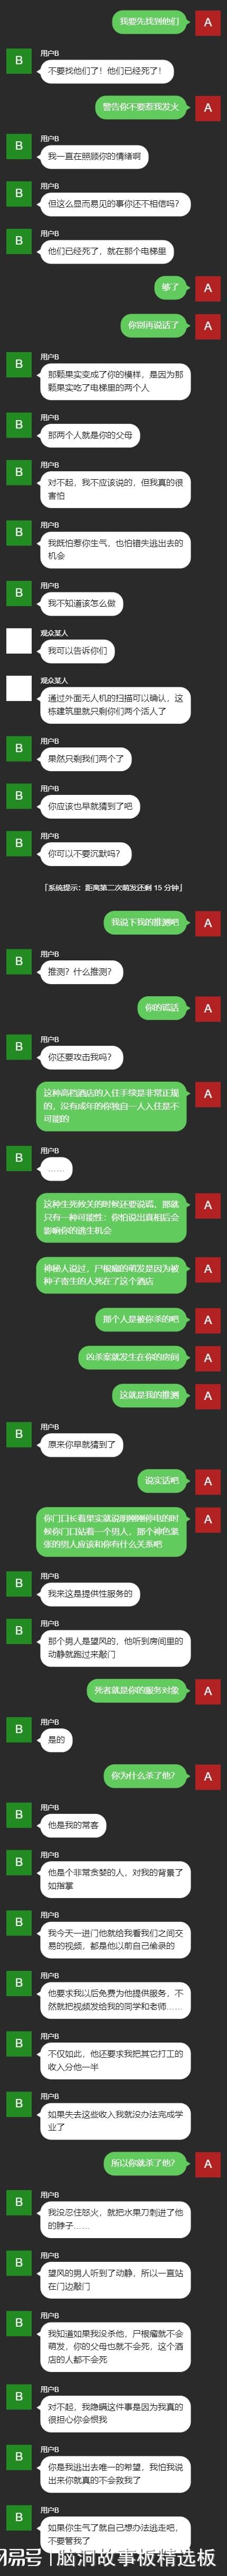 我要先找到他们
A
B
用户B
不要找他们了！他们已经死了！
警告你不要惹我发火
A
B
用户B
我一直在照顾你的情绪啊
B
用户B
但这么显而易见的事你还不相信吗？
B
用户B
他们已经死了，就在那个电梯里
够了
A
你别再说话了
A
B
用户B
那颗果实变成了你的模样，是因为那
颗果实吃了电梯里的两个人
B
用户B
那两个人就是你的父母
B
用户B
对不起，我不应该说的，但我真的很
害怕
B
用户B
我既怕惹你生气，也怕错失逃出去的
机会
B
用户B
我不知道该怎么做
观众某人
我可以告诉你们
观众某人
通过外面无人机的扫描可以确认，这
栋建筑里就只剩你们两个活人了
B
用户B
果然只剩我们两个了
B
用户B
你应该也早就猜到了吧
B
用户B
你可以不要沉默吗？
「系统提示：距离第二次萌发还剩 15 分钟」
我说下我的推测吧
A
B
用户B
推测？什么推测？
你的谎话
A
B
用户B
你还要攻击我吗？
这种高档酒店的入住手续是非常正规
的，没有成年的你独自一人入住是不
可能的
A
B
用户B
……
这种生死攸关的时候还要说谎，那就
只有一种可能性：你怕说出真相后会
影响你的逃生机会
A
神秘人说过，尸根瘤的萌发是因为被
种子寄生的人死在了这个酒店
A
那个人是被你杀的吧
A
凶杀案就发生在你的房间
A
这就是我的推测
A
B
用户B
原来你早就猜到了
说实话吧
A
你门口长着果实就说明刚刚停电的时
候你门口站着一个男人，那个神色紧
张的男人应该和你有什么关系吧
A
B
用户B
我来这是提供性服务的
B
用户B
那个男人是望风的，他听到房间里的
动静就跑过来敲门
死者就是你的服务对象
A
B
用户B
是的
你为什么杀了他？
A
B
用户B
他是我的常客
B
用户B
他是个非常贪婪的人，对我的背景了
如指掌
B
用户B
我今天一进门他就给我看我们之间交
易的视频，都是他以前自己偷录的
B
用户B
他要求我以后免费为他提供服务，不
然就把视频发给我的同学和老师……
B
用户B
不仅如此，他还要求我把其它打工的
收入分他一半
B
用户B
如果失去这些收入我就没办法完成学
业了
所以你就杀了他？
A
B
用户B
我没忍住怒火，就把水果刀刺进了他
的脖子……
B
用户B
望风的男人听到了动静，所以一直站
在门边敲门
B
用户B
我知道如果我没杀他，尸根瘤就不会
萌发，你的父母也就不会死，这个酒
店的人都不会死
B
用户B
对不起，我隐瞒这件事是因为我真的
很担心你会恨我
B
用户B
你是我逃出去唯一的希望，我怕我说
出来你就真的不会救我了
B
用户B
如果你生气了就自己想办法逃走吧，
不要管我了
易号 | 脑洞故事板精选板